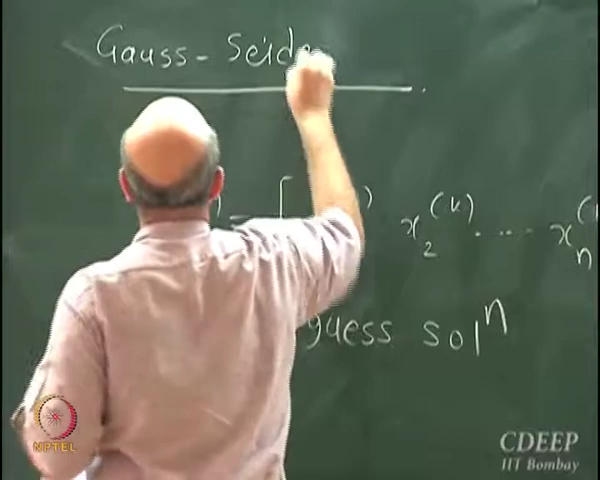 Gauss - Seide
x₂⁽ᵏ⁾ ..... xₙ⁽
guess solⁿ
NPTEL
CDEEP
IIT Bombay